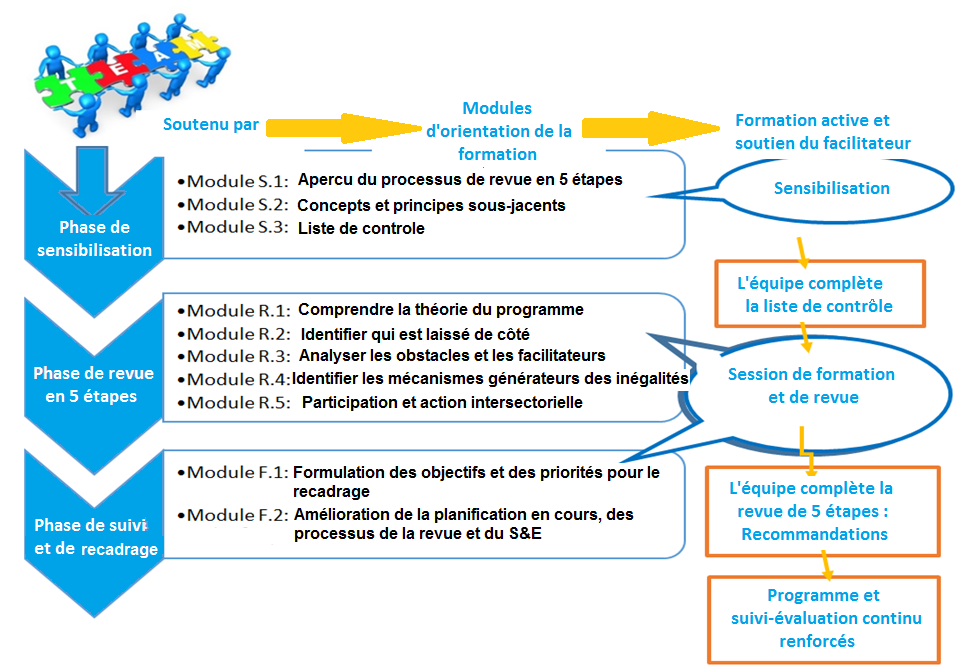 TEAM
Soutenu par
Modules
d'orientation de la
formation
Formation active et
soutien du facilitateur
Phase de
sensibilisation
•Module S.1: Apercu du processus de revue en 5 étapes
•Module S.2: Concepts et principes sous-jacents
•Module S.3: Liste de controle
Sensibilisation
L'équipe complète
la liste de contrôle
Phase de revue
en 5 étapes
•Module R.1: Comprendre la théorie du programme
•Module R.2: Identifier qui est laissé de côté
•Module R.3: Analyser les obstacles et les facilitateurs
•Module R.4: Identifier les mécanismes générateurs des inégalités
•Module R.5: Participation et action intersectorielle
Session de formation
et de revue
Phase de suivi
et de recadrage
•Module F.1: Formulation des objectifs et des priorités pour le
recadrage
•Module F.2: Amélioration de la planification en cours, des
processus de la revue et du S&E
L'équipe complète la
revue de 5 étapes :
Recommandations
Programme et
suivi-évaluation continu
renforcés